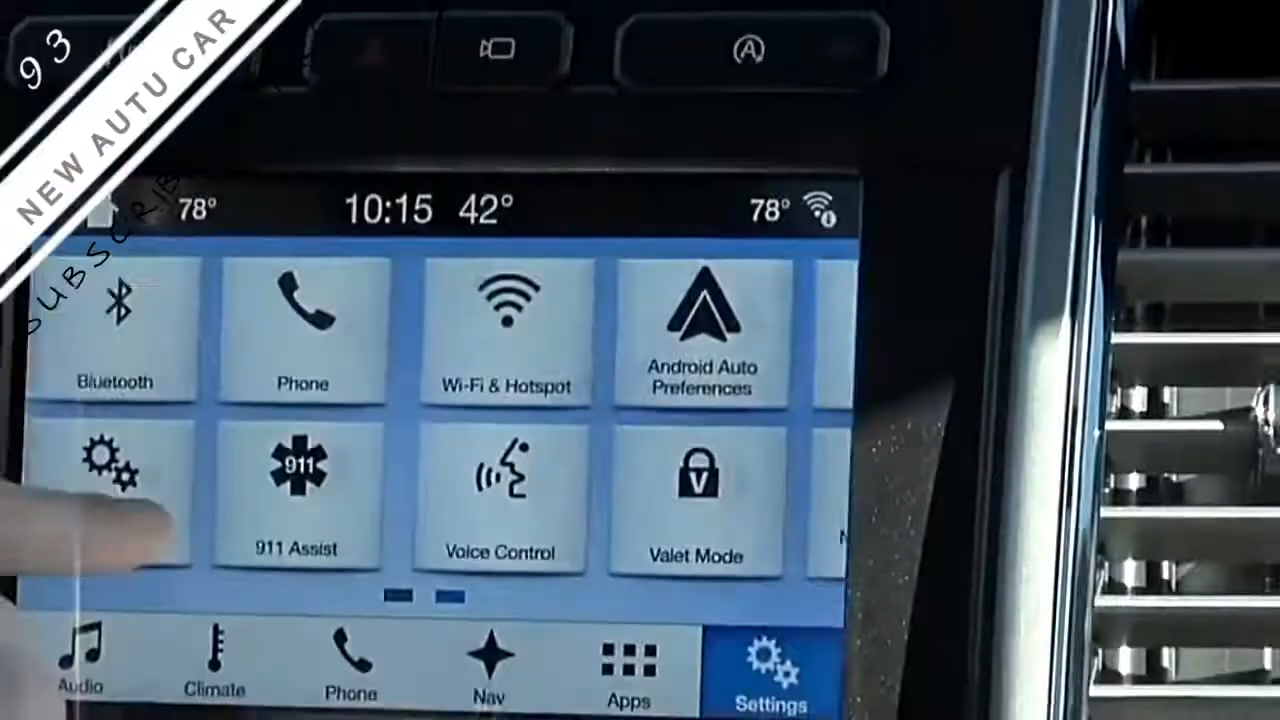 93
NEW AUTU CAR
SUBSCRIB
A
78° 10:15 42° 78°
Bluetooth Phone Wi-Fi & Hotspot Android Auto
Preferences
911
V
911 Assist Voice Control Valet Mode
Audio Climate Phone Nav Apps Settings